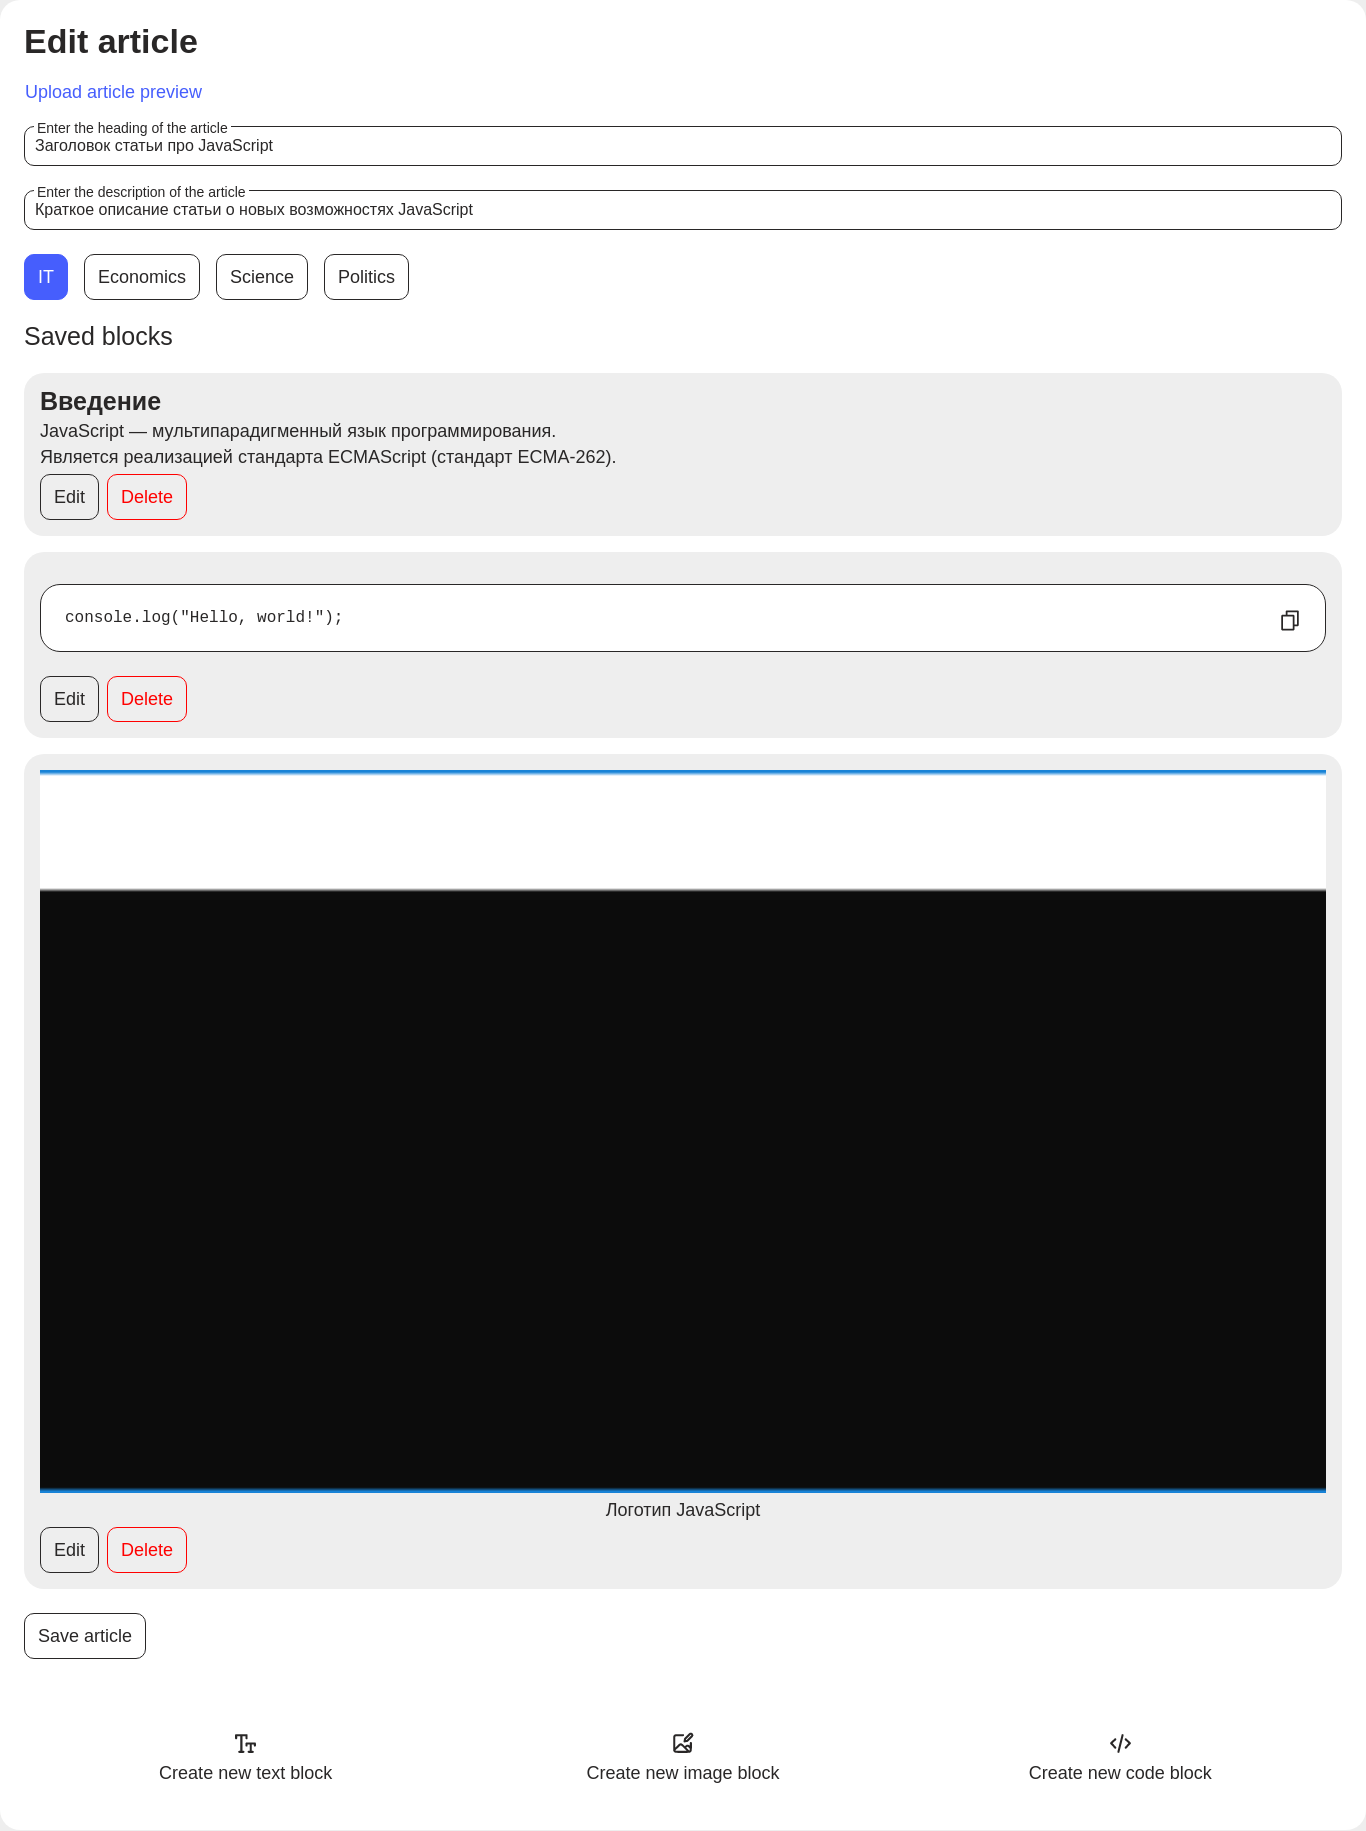 Edit article
Upload article preview
Enter the heading of the article
Заголовок статьи про JavaScript
Enter the description of the article
Краткое описание статьи о новых возможностях JavaScript
IT Economics Science Politics
Saved blocks
Введение
JavaScript — мультипарадигменный язык программирования.
Является реализацией стандарта ECMAScript (стандарт ECMA-262).
Edit Delete
console.log("Hello, world!");
Edit Delete
Логотип JavaScript
Edit Delete
Save article
Create new text block Create new image block Create new code block